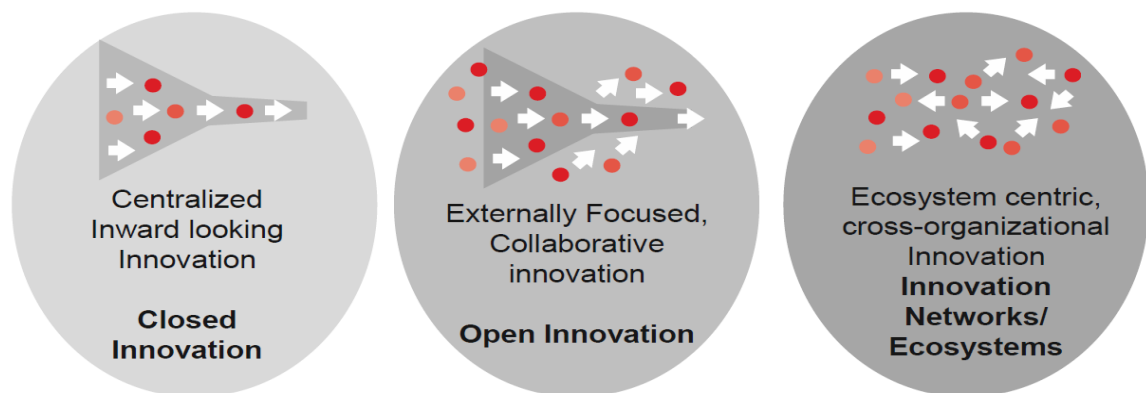 Centralized
Inward looking
Innovation
Closed
Innovation
Externally Focused,
Collaborative
innovation
Open Innovation
Ecosystem centric,
cross-organizational
Innovation
Innovation
Networks/
Ecosystems